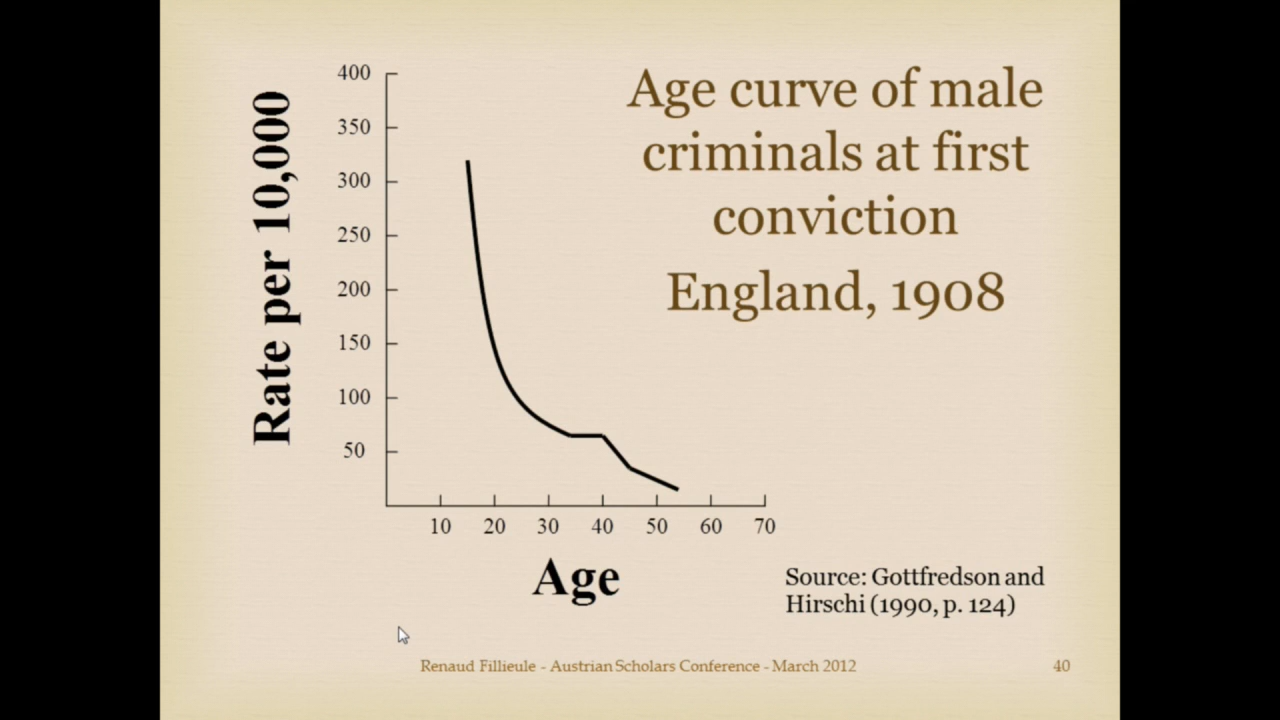 Age curve of male
criminals at first
conviction
England, 1908
Rate per 10,000
400
350
300
250
200
150
100
50
10 20 30 40 50 60 70
Age
Source: Gottfredson and
Hirschi (1990, p. 124)
Renaud Fillieule - Austrian Scholars Conference - March 2012 40